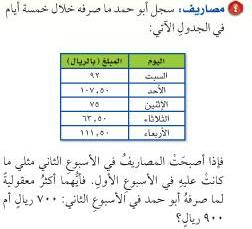 مصاريف: سجل أبو حمد ما صرفه خلال خمسة أيام
في الجدول الآتي:
اليوم المبلغ (بالريال)
السبت ٩٢
الأحد ١٠٧,٥٠
الإثنين ٧٥
الثلاثاء ٦٣,٥٠
الأربعاء ١١١,٥٠
فإذا أصبحت المصاريف في الأسبوع الثاني مثلي ما
كانت عليه في الأسبوع الأول. فأيهما أكثر معقولية
لما صرفه أبو حمد في الأسبوع الثاني: ٧٠٠ ريال أم
٩٠٠ ريال؟